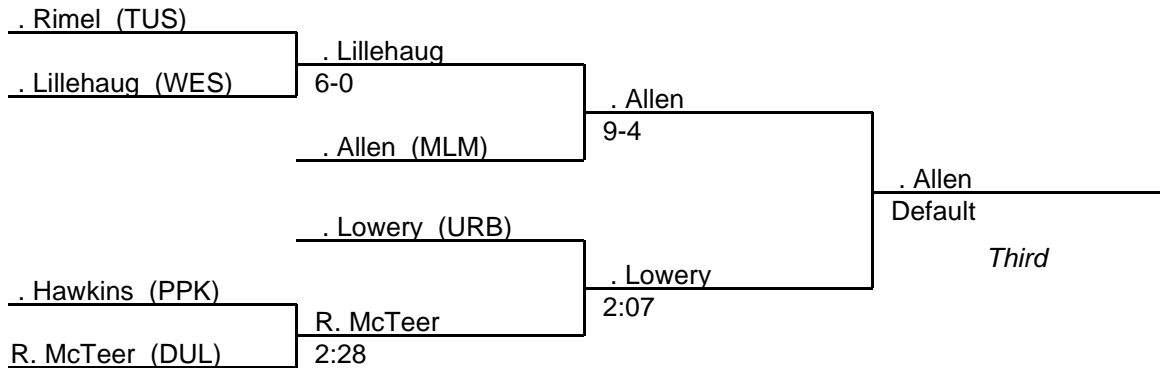 . Rimel (TUS)
. Lillehaug
. Lillehaug (WES)
6-0
. Allen
9-4
. Allen (MLM)
. Allen
Default
. Lowery (URB)
Third
. Lowery
. Hawkins (PPK)
2:07
R. McTeer
R. McTeer (DUL)
2:28